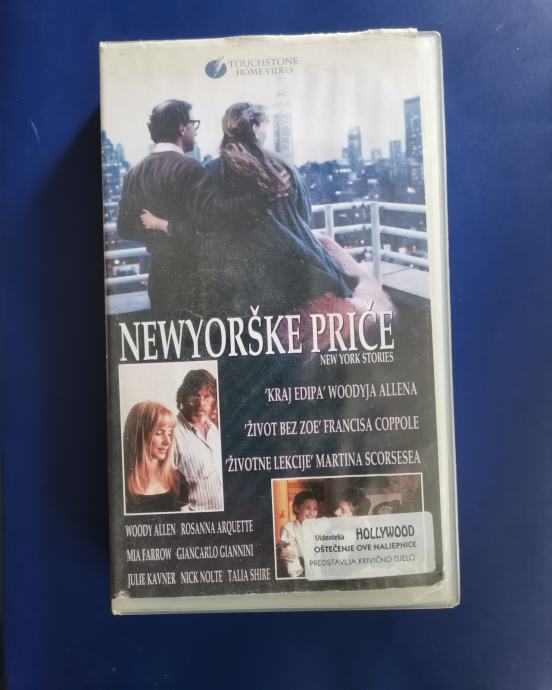 TOUCHSTONE
HOME VIDEO
NEWYORŠKE PRIČE
NEW YORK STORIES
'KRAJ EDIPA' WOODYJA ALLENA
'ŽIVOT BEZ ZOE' FRANCISA COPPOLE
'ŽIVOTNE LEKCIJE' MARTINA SCORSESEA
WOODY ALLEN ROSANNA ARQUETTE
MIA FARROW GIANCARLO GIANNINI
JULIE KAVNER NICK NOLTE TALIA SHIRE
Videoteka HOLLYWOOD
OŠTEĆENJE OVE NALJEPNICE
PREDSTAVLJA KRIVIČNO DJELO